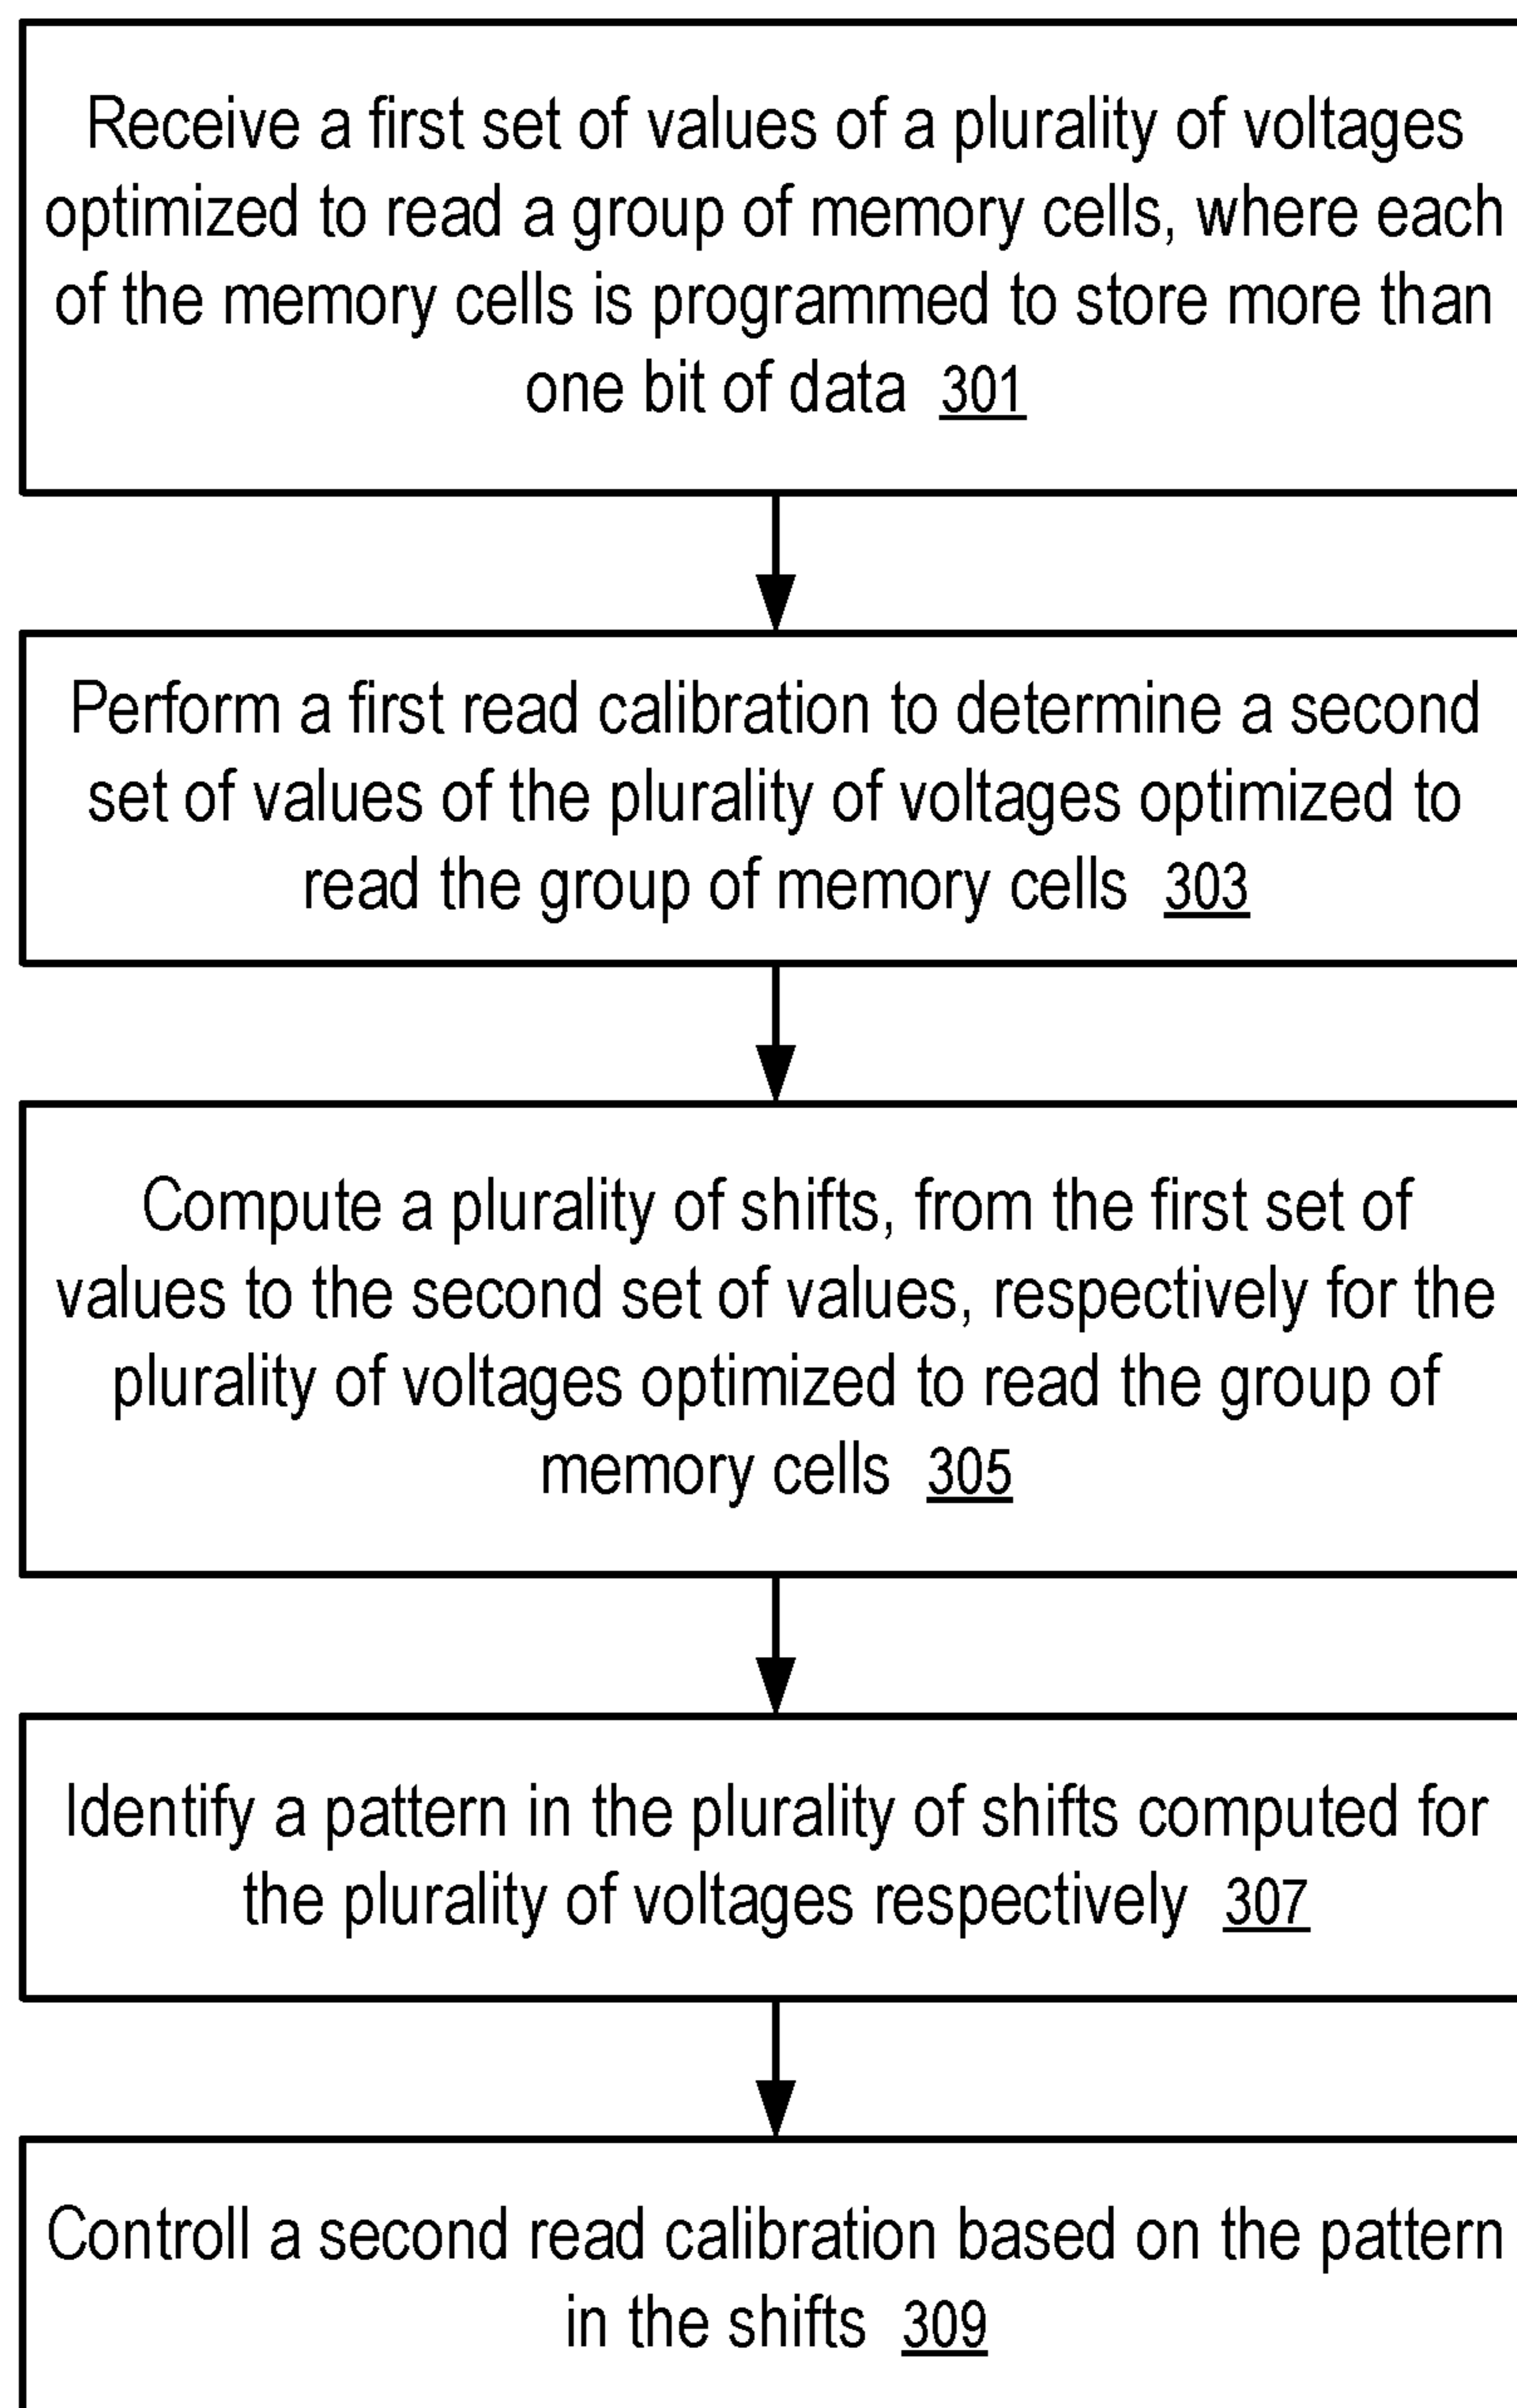 Receive a first set of values of a plurality of voltages
optimized to read a group of memory cells, where each
of the memory cells is programmed to store more than
one bit of data 301
Perform a first read calibration to determine a second
set of values of the plurality of voltages optimized to
read the group of memory cells 303
Compute a plurality of shifts, from the first set of
values to the second set of values, respectively for the
plurality of voltages optimized to read the group of
memory cells 305
Identify a pattern in the plurality of shifts computed for
the plurality of voltages respectively 307
Controll a second read calibration based on the pattern
in the shifts 309